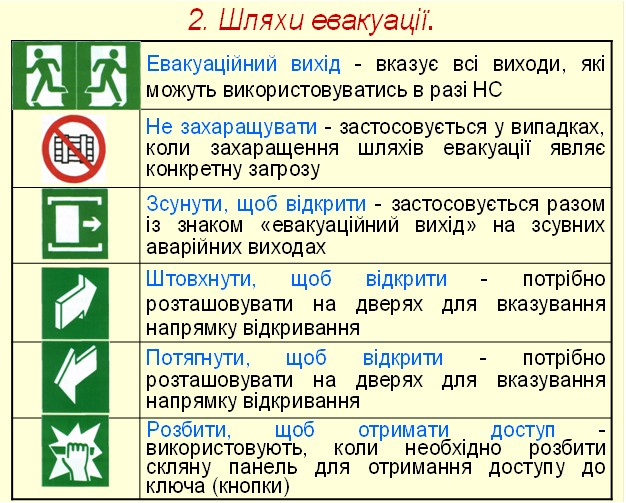 2. Шляхи евакуації.
Евакуаційний вихід - вказує всі виходи, які
можуть використовуватись в разі НС
Не захаращувати - застосовується у випадках,
коли захаращення шляхів евакуації являє
конкретну загрозу
Зсунути, щоб відкрити - застосовується разом
із знаком «евакуаційний вихід» на зсувних
аварійних виходах
Штовхнути, щоб відкрити - потрібно
розташовувати на дверях для вказування
напрямку відкривання
Потягнути, щоб відкрити - потрібно
розташовувати на дверях для вказування
напрямку відкривання
Розбити, щоб отримати доступ -
використовують, коли необхідно розбити
скляну панель для отримання доступу до
ключа (кнопки)